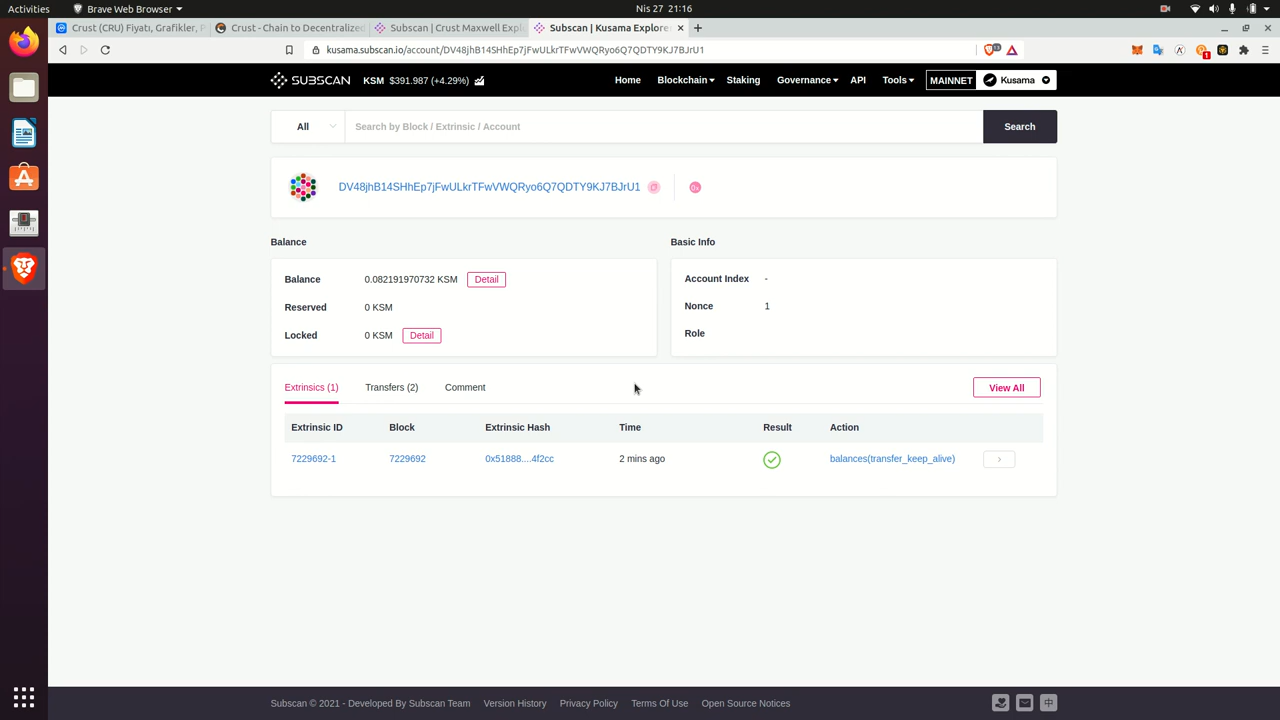 Activities
Brave Web Browser
Nis 27 21:16
Crust (CRU) Fiyatı, Grafikler, P
Crust - Chain to Decentralized
Subscan | Crust Maxwell Explo
Subscan | Kusama Explorer
kusama.subscan.io/account/DV48jhB14SHhEp7jFwULkrTFwVWQRyo6Q7QDTY9KJ7BJrU1
SUBSCAN
KSM $391.987 (+4.29%)
Home
Blockchain
Staking
Governance
API
Tools
MAINNET
Kusama
All
Search by Block / Extrinsic / Account
Search
DV48jhB14SHhEp7jFwULkrTFwVWQRyo6Q7QDTY9KJ7BJrU1
0x
Balance
Balance 0.082191970732 KSM Detail
Reserved 0 KSM
Locked 0 KSM Detail
Basic Info
Account Index -
Nonce 1
Role
Extrinsics (1)
Transfers (2)
Comment
View All
Extrinsic ID Block Extrinsic Hash Time Result Action
7229692-1 7229692 0x51888....4f2cc 2 mins ago balances(transfer_keep_alive)
Subscan © 2021 - Developed By Subscan Team
Version History
Privacy Policy
Terms Of Use
Open Source Notices
中